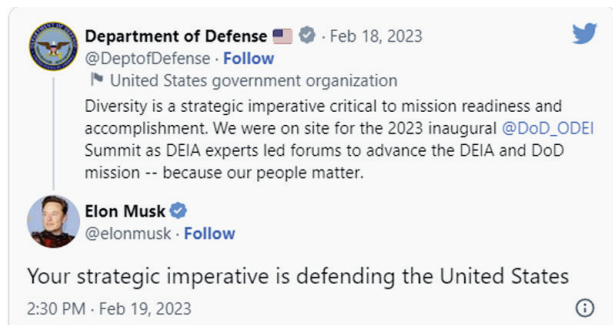 Department of Defense 🇺🇸 · Feb 18, 2023
@DeptofDefense · Follow
United States government organization
Diversity is a strategic imperative critical to mission readiness and
accomplishment. We were on site for the 2023 inaugural @DoD_ODEI
Summit as DEIA experts led forums to advance the DEIA and DoD
mission -- because our people matter.
Elon Musk
@elonmusk · Follow
Your strategic imperative is defending the United States
2:30 PM · Feb 19, 2023